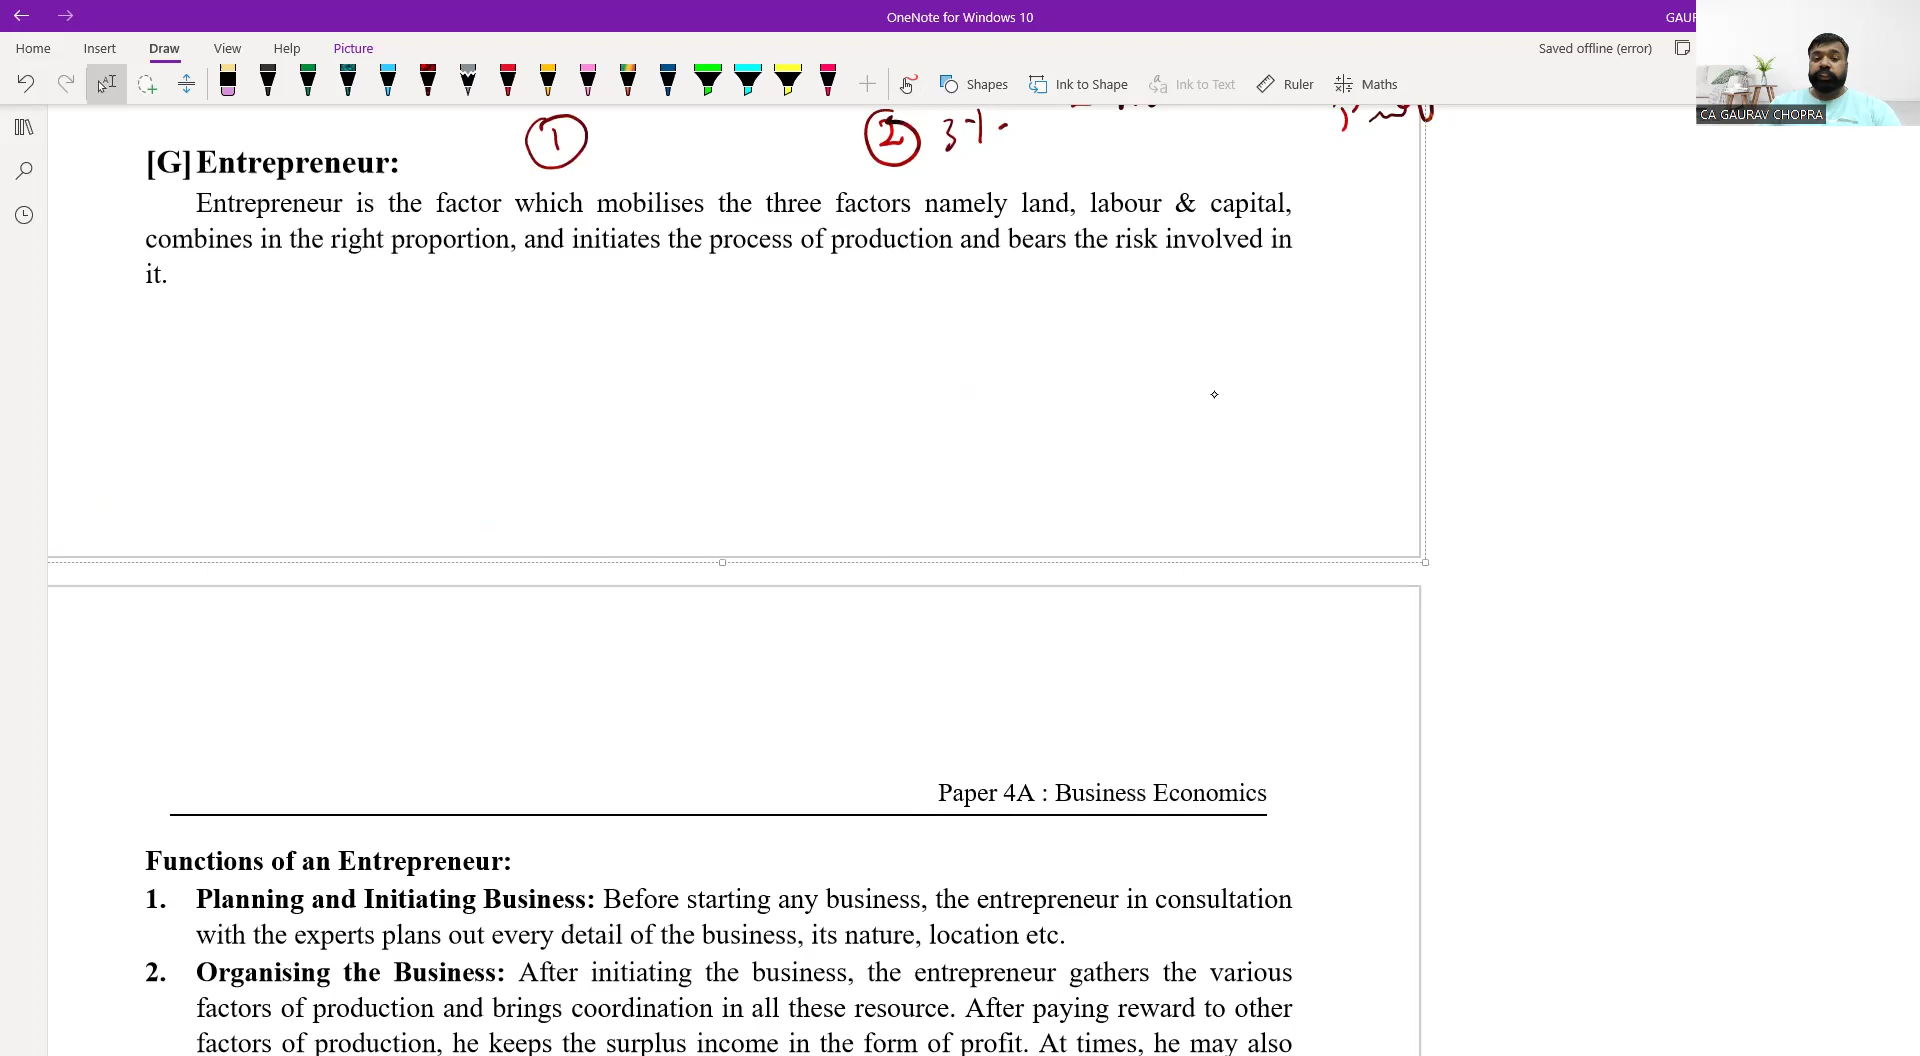 OneNote for Windows 10
GAUR
Home Insert Draw View Help Picture
Saved offline (error)
Shapes Ink to Shape Ink to Text Ruler Maths
CA GAURAV CHOPRA
1
2 3-1.
[G] Entrepreneur:
Entrepreneur is the factor which mobilises the three factors namely land, labour & capital,
combines in the right proportion, and initiates the process of production and bears the risk involved in
it.
Paper 4A : Business Economics
Functions of an Entrepreneur:
1. Planning and Initiating Business: Before starting any business, the entrepreneur in consultation
with the experts plans out every detail of the business, its nature, location etc.
2. Organising the Business: After initiating the business, the entrepreneur gathers the various
factors of production and brings coordination in all these resource. After paying reward to other
factors of production, he keeps the surplus income in the form of profit. At times, he may also